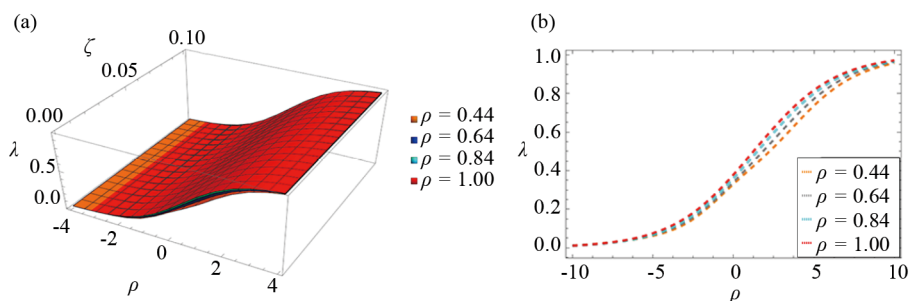 (a)
ζ
0.10
0.05
0.00
λ
0.5
0.0
-4
-2
0
2
4
ρ
ρ = 0.44
ρ = 0.64
ρ = 0.84
ρ = 1.00
(b)
1.0
0.8
0.6
λ
0.4
0.2
0.0
-10
-5
0
5
10
ρ
ρ = 0.44
ρ = 0.64
ρ = 0.84
ρ = 1.00